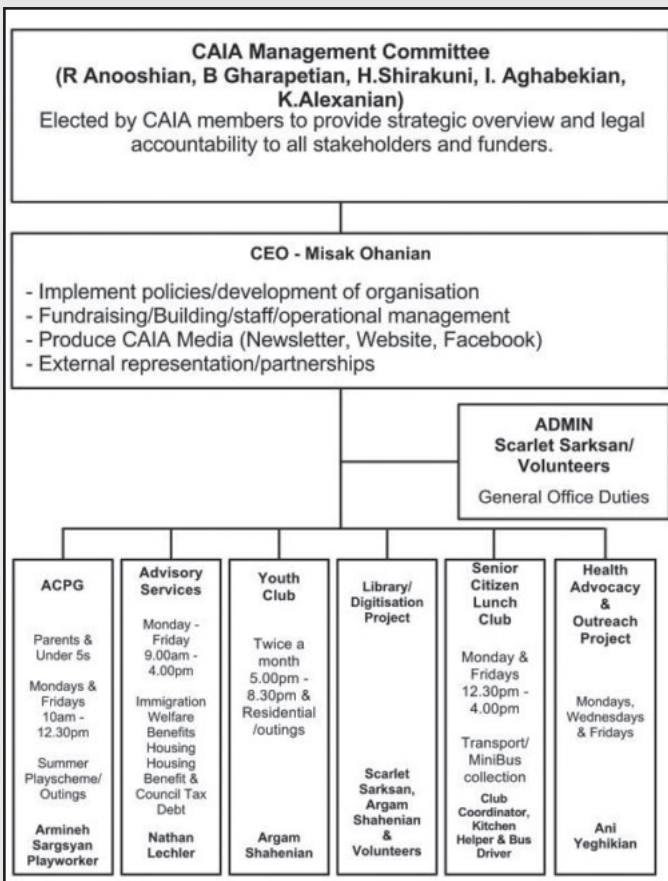 CAIA Management Committee
(R Anooshian, B Gharapetian, H.Shirakuni, I. Aghabekian,
K.Alexanian)
Elected by CAIA members to provide strategic overview and legal
accountability to all stakeholders and funders.
CEO - Misak Ohanian
- Implement policies/development of organisation
- Fundraising/Building/staff/operational management
- Produce CAIA Media (Newsletter, Website, Facebook)
- External representation/partnerships
ADMIN
Scarlet Sarksan/
Volunteers
General Office Duties
ACPG
Parents &
Under 5s
Mondays &
Fridays
10am -
12.30pm
Summer
Playscheme/
Outings
Armineh
Sargsyan
Playworker
Advisory
Services
Monday -
Friday
9.00am -
4.00pm
Immigration
Welfare
Benefits
Housing
Housing
Benefit &
Council Tax
Debt
Nathan
Lechler
Youth
Club
Twice a
month
5.00pm -
8.30pm &
Residential
/outings
Argam
Shahenian
Library/
Digitisation
Project
Scarlet
Sarksan,
Argam
Shahenian
&
Volunteers
Senior
Citizen
Lunch
Club
Monday &
Fridays
12.30pm -
4.00pm
Transport/
MiniBus
collection
Club
Coordinator,
Kitchen
Helper & Bus
Driver
Health
Advocacy
&
Outreach
Project
Mondays,
Wednesdays
& Fridays
Ani
Yeghikian